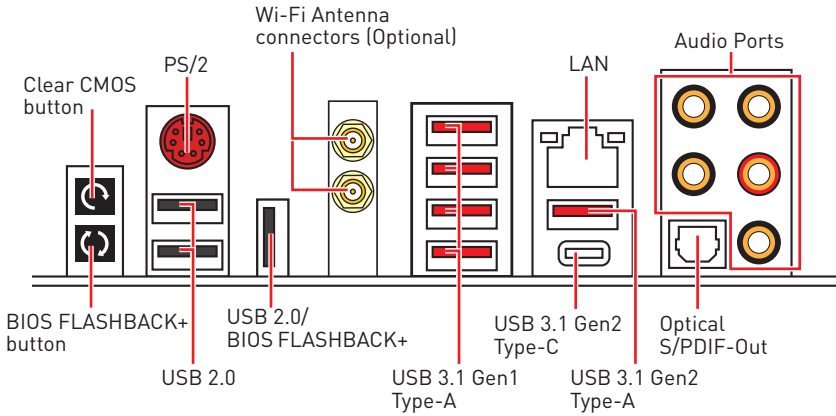 Wi-Fi Antenna
connectors (Optional)
Audio Ports
PS/2
LAN
Clear CMOS
button
BIOS FLASHBACK+
button
USB 2.0/
BIOS FLASHBACK+
USB 2.0
USB 3.1 Gen1
Type-A
USB 3.1 Gen2
Type-C
USB 3.1 Gen2
Type-A
Optical
S/PDIF-Out